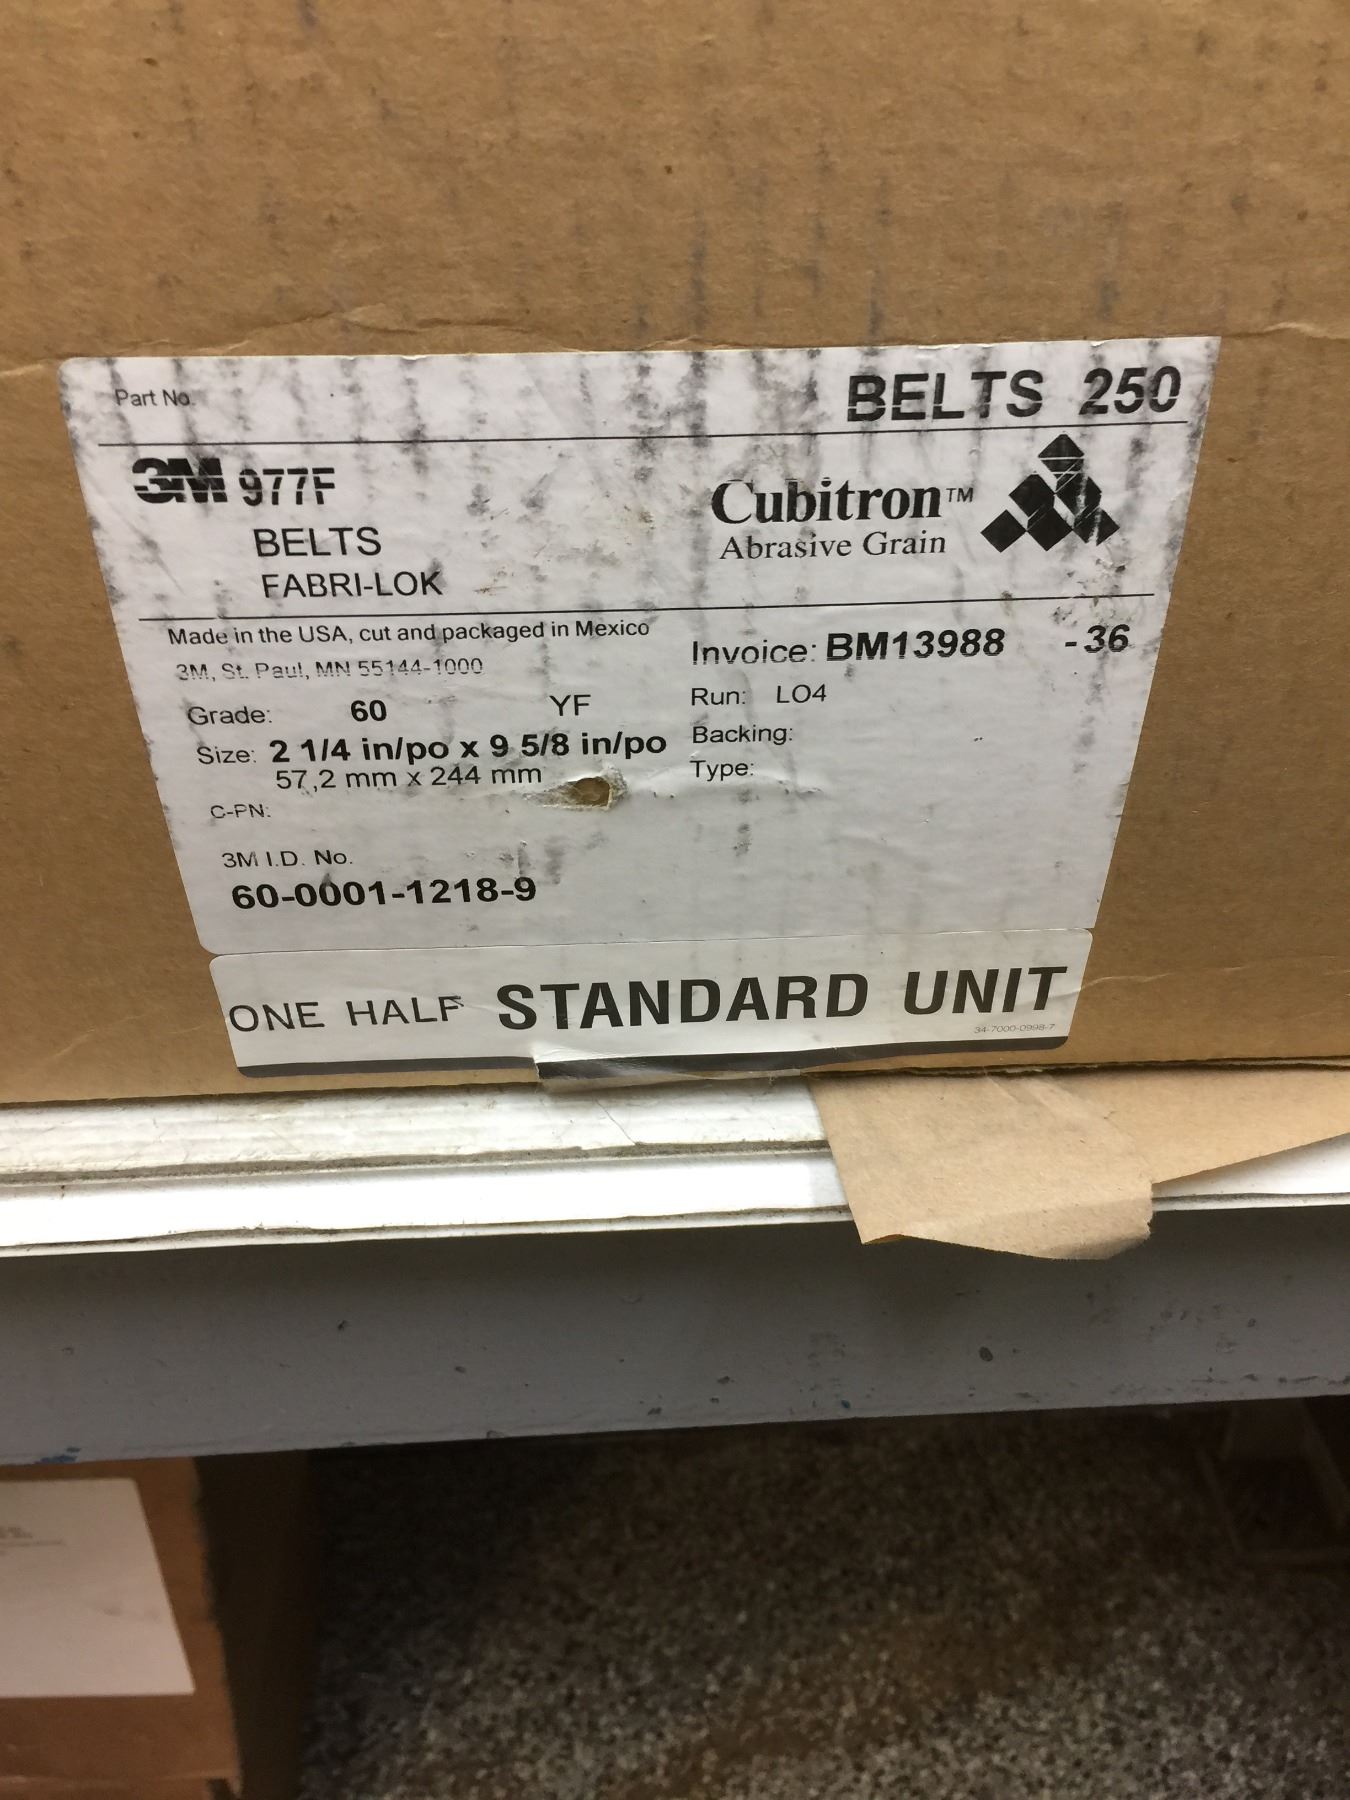 Part No.
BELTS 250
3M 977F
BELTS
FABRI-LOK
Cubitron™
Abrasive Grain
Made in the USA, cut and packaged in Mexico
3M, St. Paul, MN 55144-1000
Invoice: BM13988 -36
Grade: 60 YF
Run: LO4
Size: 2 1/4 in/po x 9 5/8 in/po
57,2 mm x 244 mm
Backing:
Type:
C-PN:
3M I.D. No.
60-0001-1218-9
ONE HALF STANDARD UNIT
34-7000-0998-7